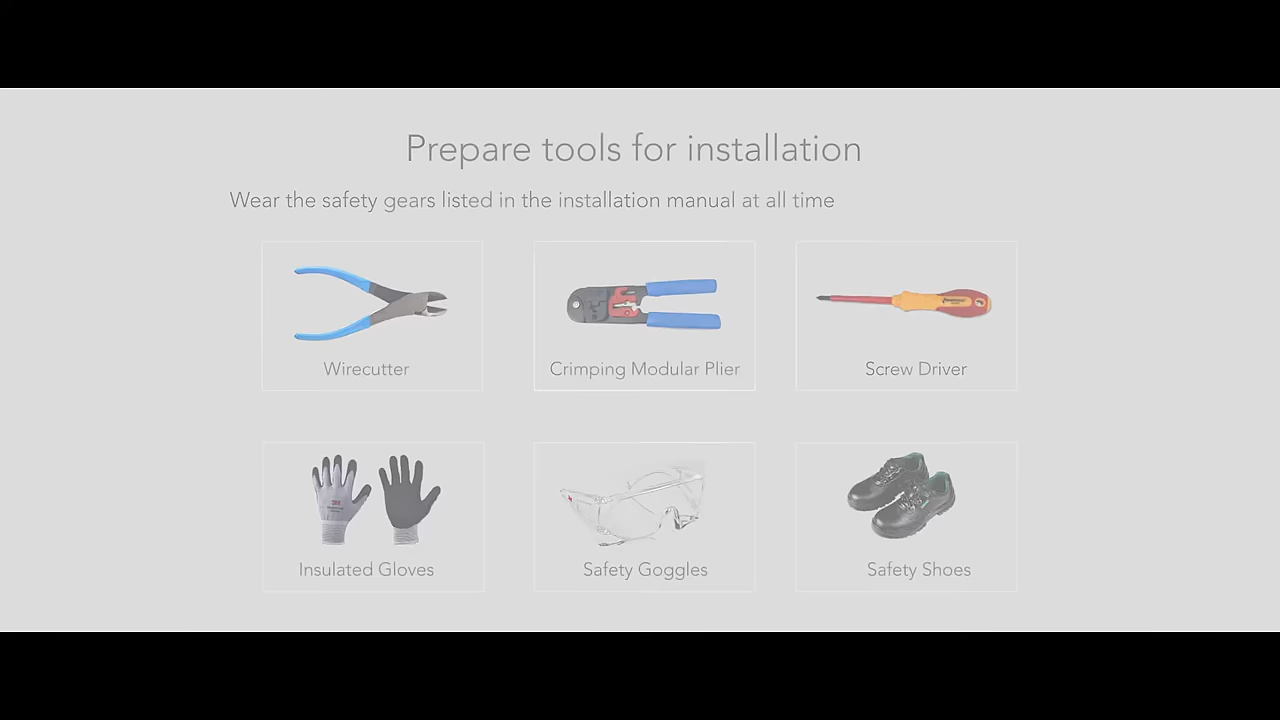 Prepare tools for installation
Wear the safety gears listed in the installation manual at all time
Wirecutter
Crimping Modular Plier
Screw Driver
3M
Insulated Gloves
Safety Goggles
Safety Shoes